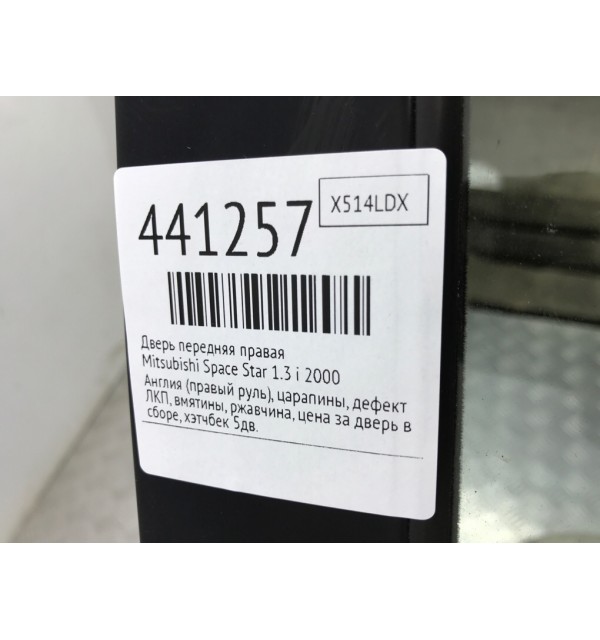 441257
X514LDX
Дверь передняя правая
Mitsubishi Space Star 1.3 i 2000
Англия (правый руль), царапины, дефект
ЛКП, вмятины, ржавчина, цена за дверь в
сборе, хэтчбек 5дв.